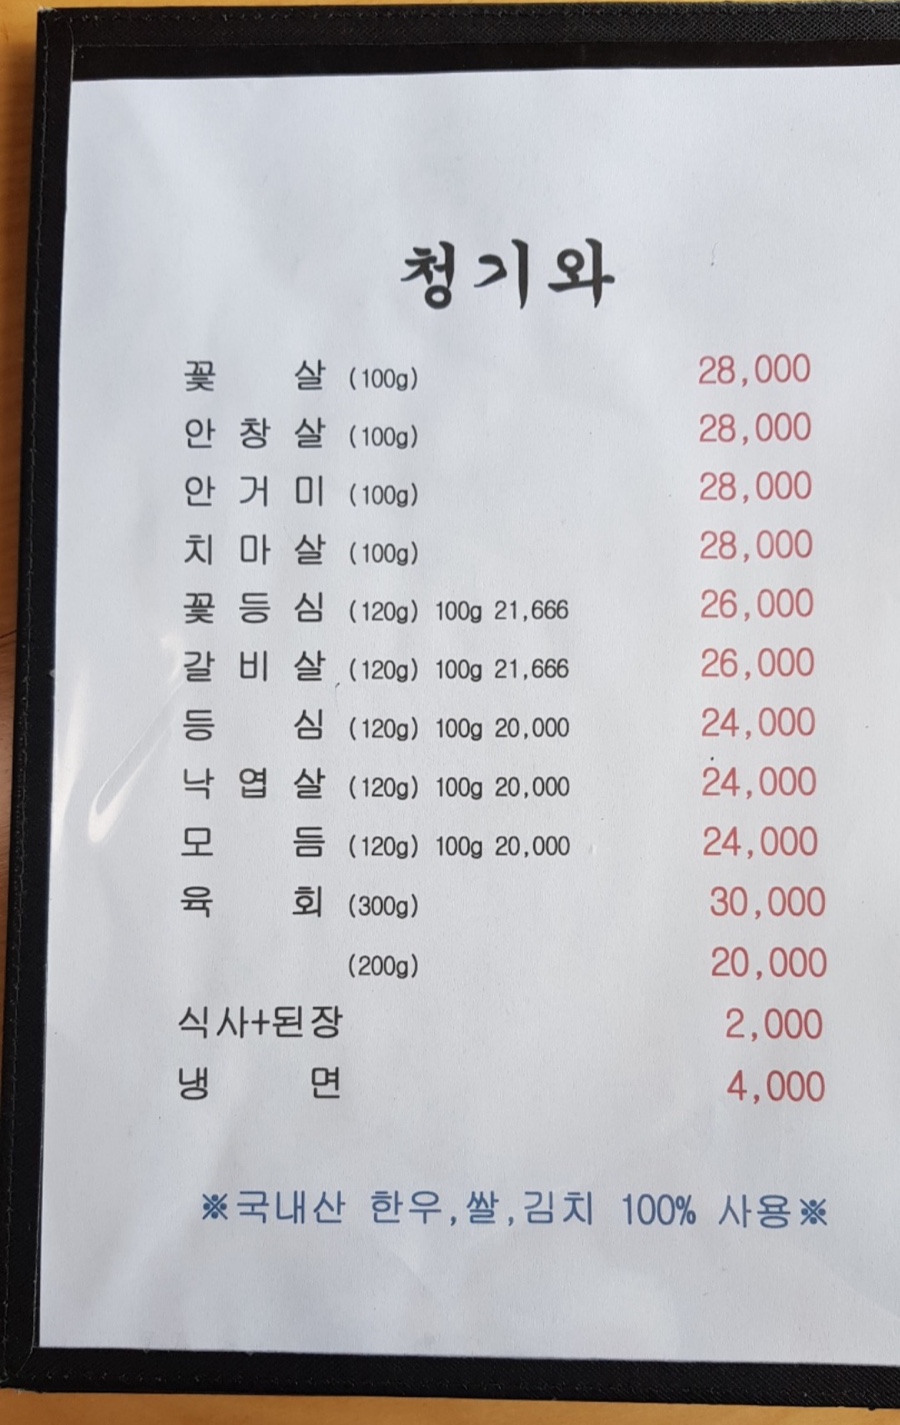 청기와
꽃 살 (100g) 28,000
안 창 살 (100g) 28,000
안 거 미 (100g) 28,000
치 마 살 (100g) 28,000
꽃 등 심 (120g) 100g 21,666 26,000
갈 비 살 (120g) 100g 21,666 26,000
등 심 (120g) 100g 20,000 24,000
낙 엽 살 (120g) 100g 20,000 24,000
모 듬 (120g) 100g 20,000 24,000
육 회 (300g) 30,000
(200g) 20,000
식사+된장 2,000
냉 면 4,000
※국내산 한우,쌀,김치 100% 사용※